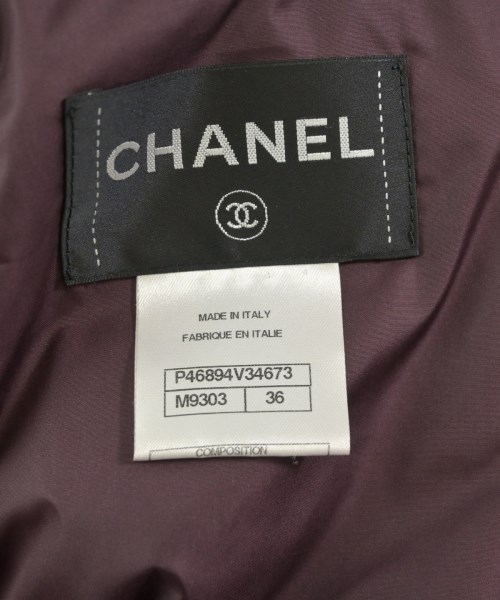 CHANEL
MADE IN ITALY
FABRIQUE EN ITALIE
P46894V34673
M9303 36
COMPOSITION